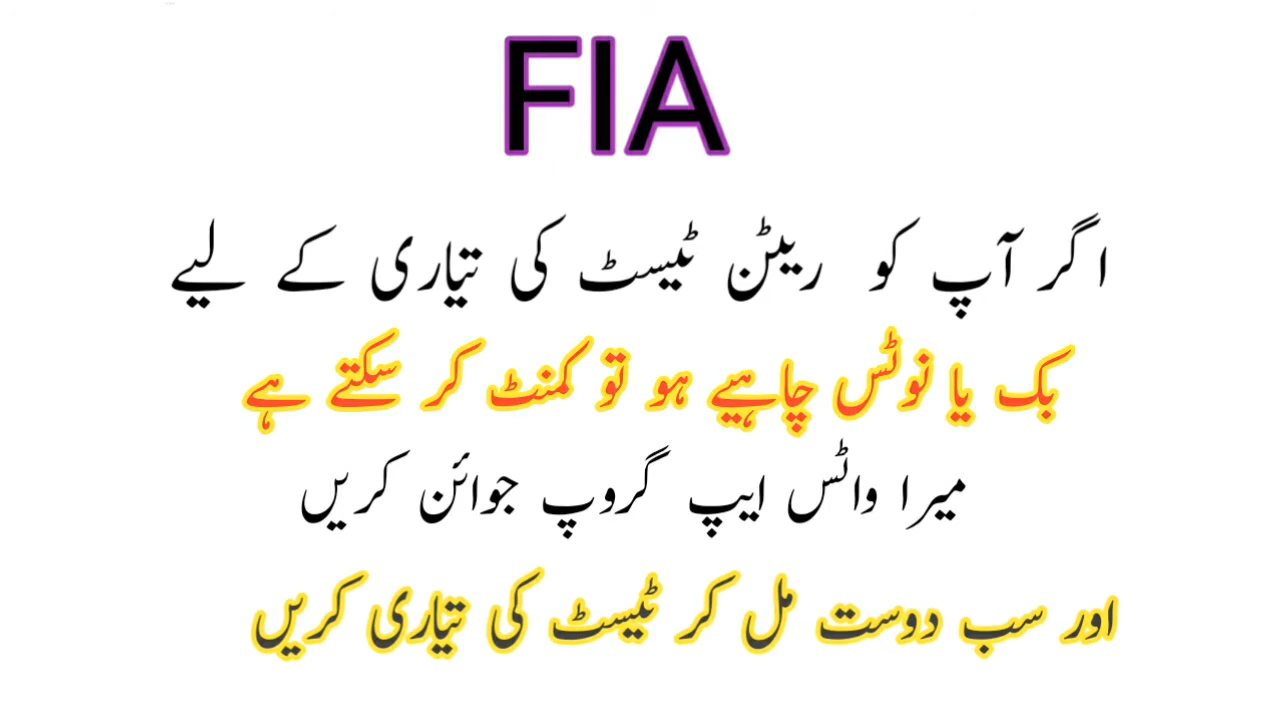 FIA
اگر آپ کو ریٹن ٹیسٹ کی تیاری کے لیے
بک یا نوٹس چاہیے ہو تو کمنٹ کر سکتے ہے
میرا واٹس ایپ گروپ جوائن کریں
اور سب دوست مل کر ٹیسٹ کی تیاری کریں